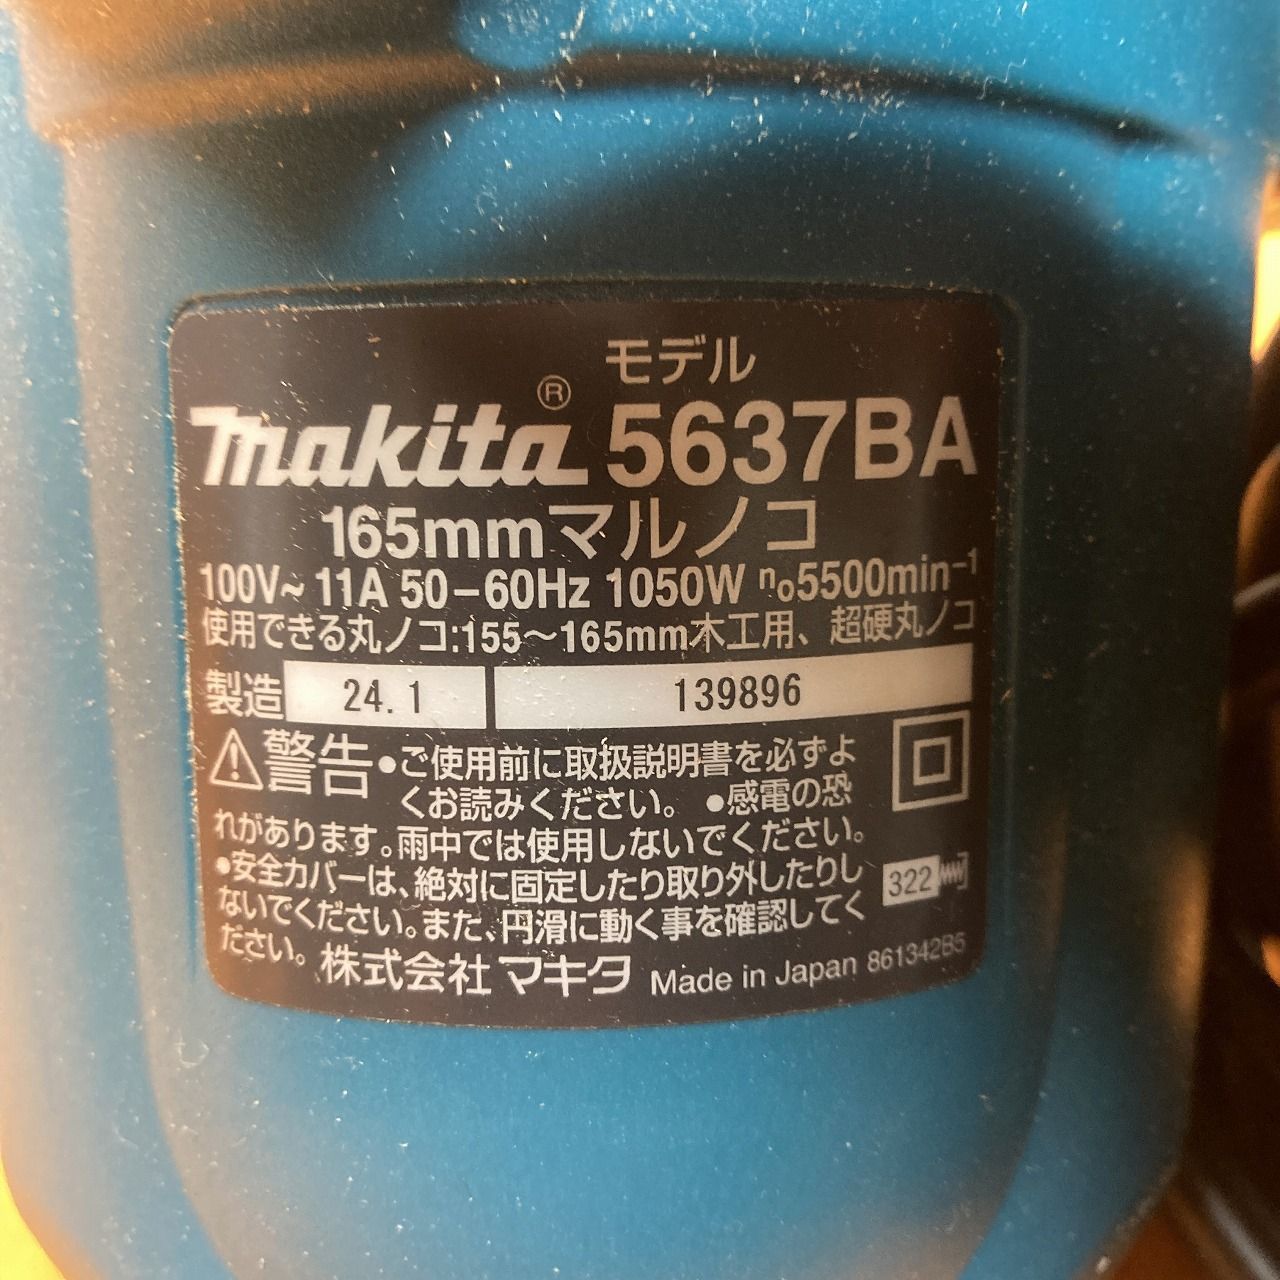 モデル
makita® 5637BA
165mmマルノコ
100V~ 11A 50-60Hz 1050W n₀5500min⁻¹
使用できる丸ノコ:155～165mm木工用、超硬丸ノコ
製造 24.1 139896
⚠警告●ご使用前に取扱説明書を必ずよ
くお読みください。 ●感電の恐
れがあります。雨中では使用しないでください。
●安全カバーは、絶対に固定したり取り外したりし
ないでください。また、円滑に動く事を確認してく
ださい。
322
株式会社 マキタ Made in Japan 861342B5